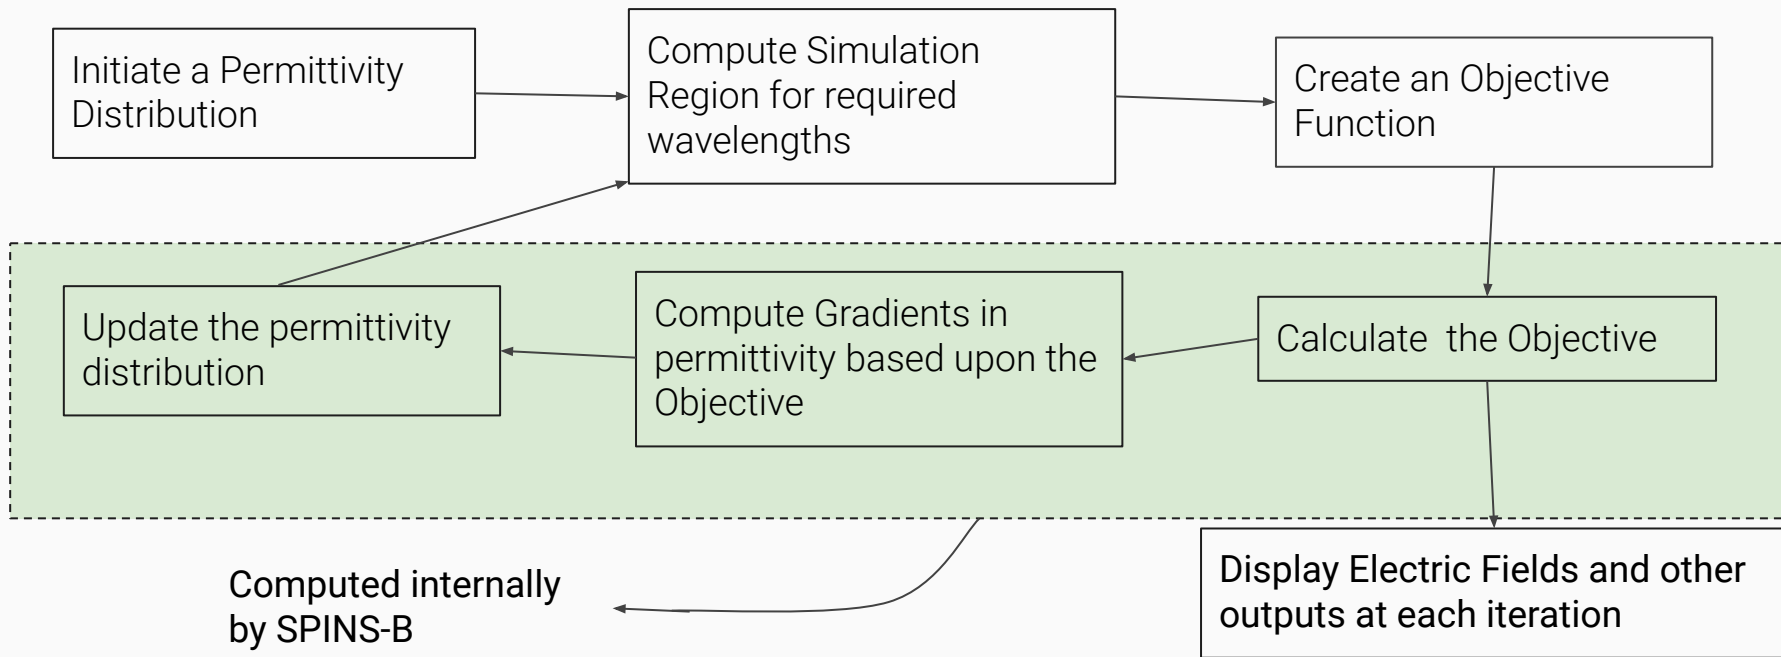 Initiate a Permittivity
Distribution
Compute Simulation
Region for required
wavelengths
Create an Objective
Function
Update the permittivity
distribution
Compute Gradients in
permittivity based upon the
Objective
Calculate  the Objective
Computed internally
by SPINS-B
Display Electric Fields and other
outputs at each iteration